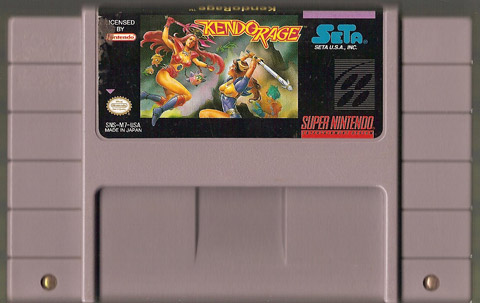 KendoRage
LICENSED
BY
Nintendo
KENDO RAGE
SETA
SETA U.S.A., INC.
SNS-M7-USA
MADE IN JAPAN
SUPER NINTENDO